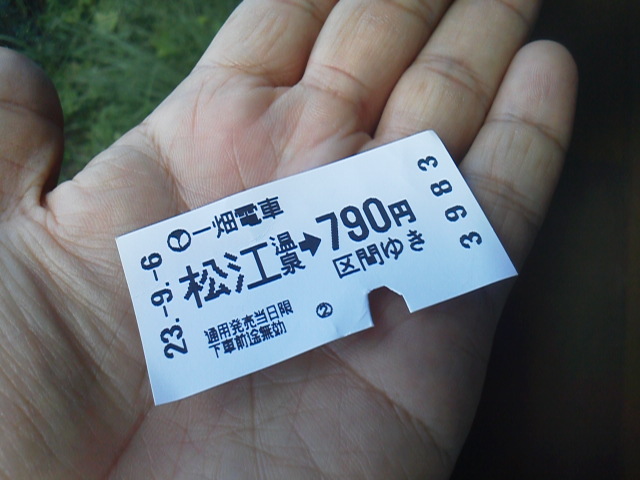 一畑電車
松江温泉➡790円
区間ゆき
23.-9.-6
通用発売当日限
下車前途無効
②
3983